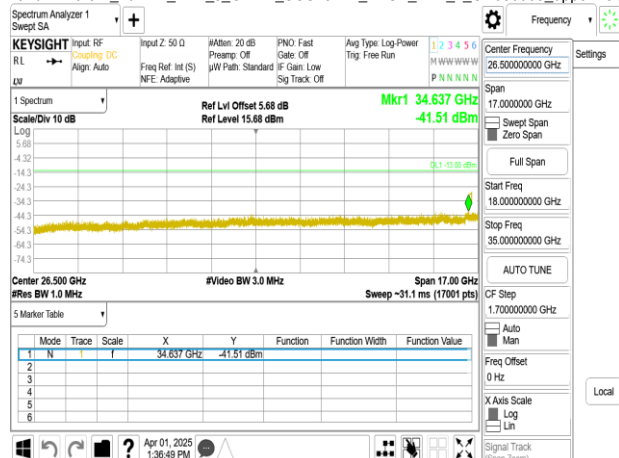 Spectrum Analyzer 1
Swept SA
+
Frequency
KEYSIGHT
RL
LXI
Input: RF
Coupling: DC
Align: Auto
Input Z: 50 Ω
Freq Ref: Int (S)
NFE: Adaptive
#Atten: 20 dB
Preamp: Off
µW Path: Standard
PNO: Fast
Gate: Off
IF Gain: Low
Sig Track: Off
Avg Type: Log-Power
Trig: Free Run
1 2 3 4 5 6
M W W W W W
P N N N N N
1 Spectrum
Scale/Div 10 dB
Ref Lvl Offset 5.68 dB
Ref Level 15.68 dBm
Mkr1 34.637 GHz
-41.51 dBm
Log
5.68
-4.32
-14.3
-24.3
-34.3
-44.3
-54.3
-64.3
-74.3
DL1 -13.00 dBm
1
Center 26.500 GHz
#Res BW 1.0 MHz
#Video BW 3.0 MHz
Span 17.00 GHz
Sweep ~31.1 ms (17001 pts)
5 Marker Table
Mode Trace Scale X Y Function Function Width Function Value
1 N 1 f 34.637 GHz -41.51 dBm
2
3
4
5
6
?
Apr 01, 2025
1:36:49 PM
Center Frequency
26.500000000 GHz
Span
17.0000000 GHz
Swept Span
Zero Span
Full Span
Start Freq
18.000000000 GHz
Stop Freq
35.000000000 GHz
AUTO TUNE
CF Step
1.700000000 GHz
Auto
Man
Freq Offset
0 Hz
X Axis Scale
Log
Lin
Signal Track
(Span Zoom)
Settings
Local